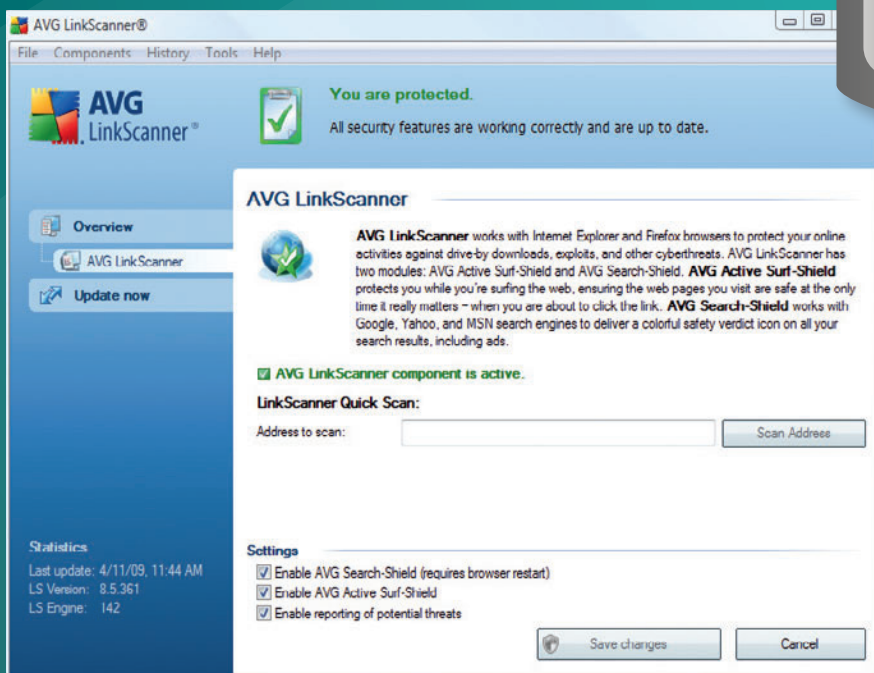 AVG LinkScanner®
File Components History Tools Help
AVG
LinkScanner®
You are protected.
All security features are working correctly and are up to date.
Overview
AVG LinkScanner
Update now
AVG LinkScanner
AVG LinkScanner works with Internet Explorer and Firefox browsers to protect your online
activities against drive-by downloads, exploits, and other cyberthreats. AVG LinkScanner has
two modules: AVG Active Surf-Shield and AVG Search-Shield. AVG Active Surf-Shield
protects you while you're surfing the web, ensuring the web pages you visit are safe at the only
time it really matters - when you are about to click the link. AVG Search-Shield works with
Google, Yahoo, and MSN search engines to deliver a colorful safety verdict icon on all your
search results, including ads.
AVG LinkScanner component is active.
LinkScanner Quick Scan:
Address to scan:
Scan Address
Statistics
Last update: 4/11/09, 11:44 AM
LS Version: 8.5.361
LS Engine: 142
Settings
Enable AVG Search-Shield (requires browser restart)
Enable AVG Active Surf-Shield
Enable reporting of potential threats
Save changes
Cancel